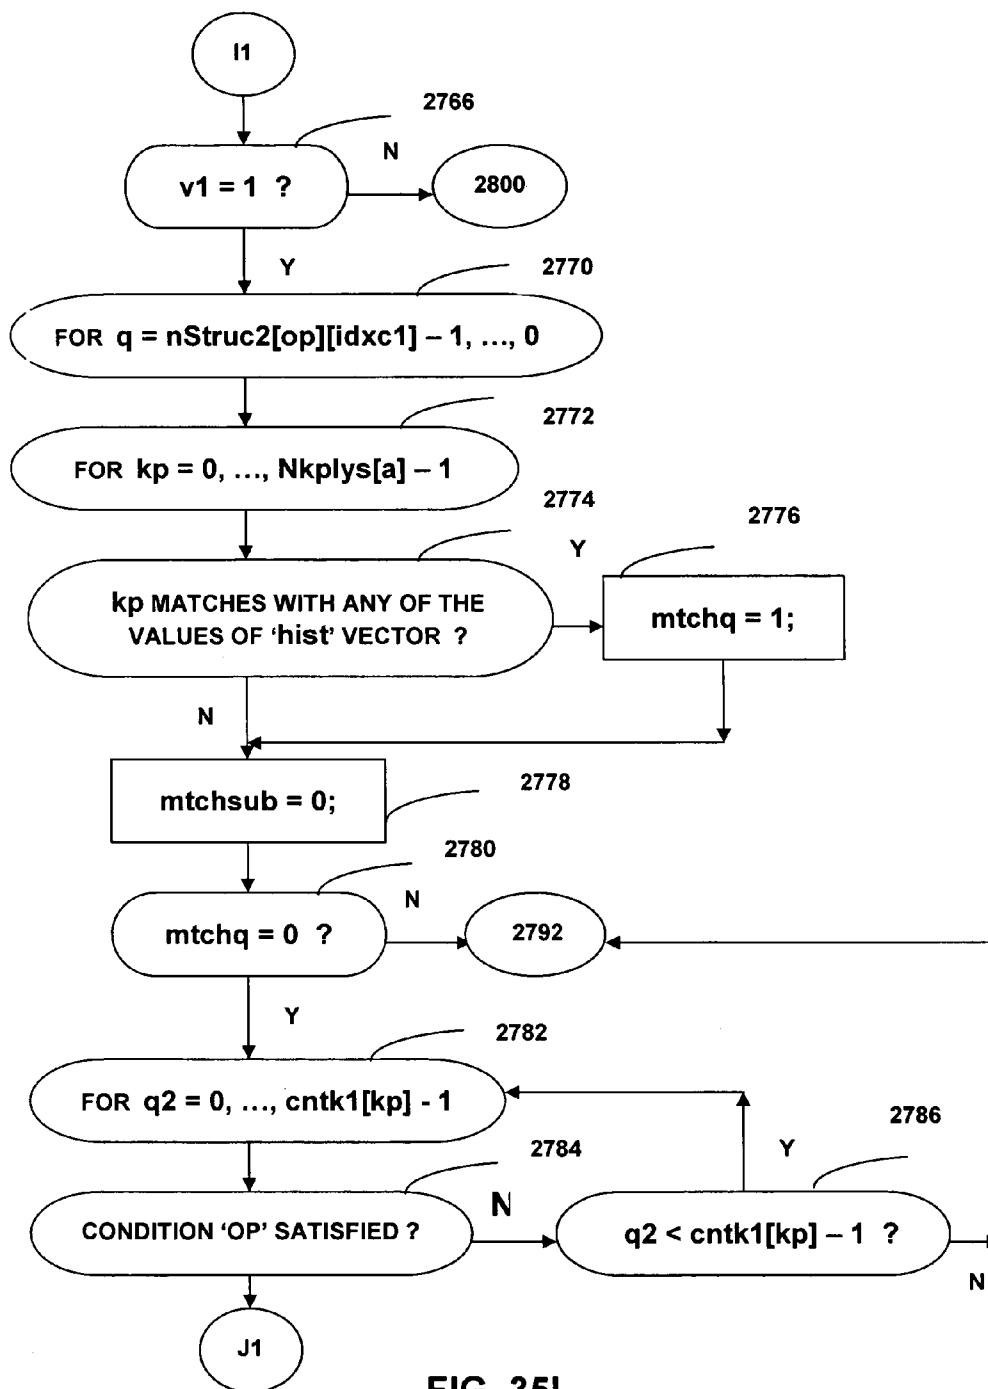 I1
2766
v1 = 1 ?
N
2800
Y
2770
FOR q = nStruc2[op][idxc1] – 1, ..., 0
2772
FOR kp = 0, ..., Nkplys[a] – 1
2774
kp MATCHES WITH ANY OF THE
VALUES OF ‘hist’ VECTOR ?
Y
2776
mtchq = 1;
N
mtchsub = 0;
2778
2780
mtchq = 0 ?
N
2792
Y
2782
FOR q2 = 0, ..., cntk1[kp] - 1
2784
CONDITION ‘OP’ SATISFIED ?
N
Y
2786
q2 < cntk1[kp] – 1 ?
N
J1